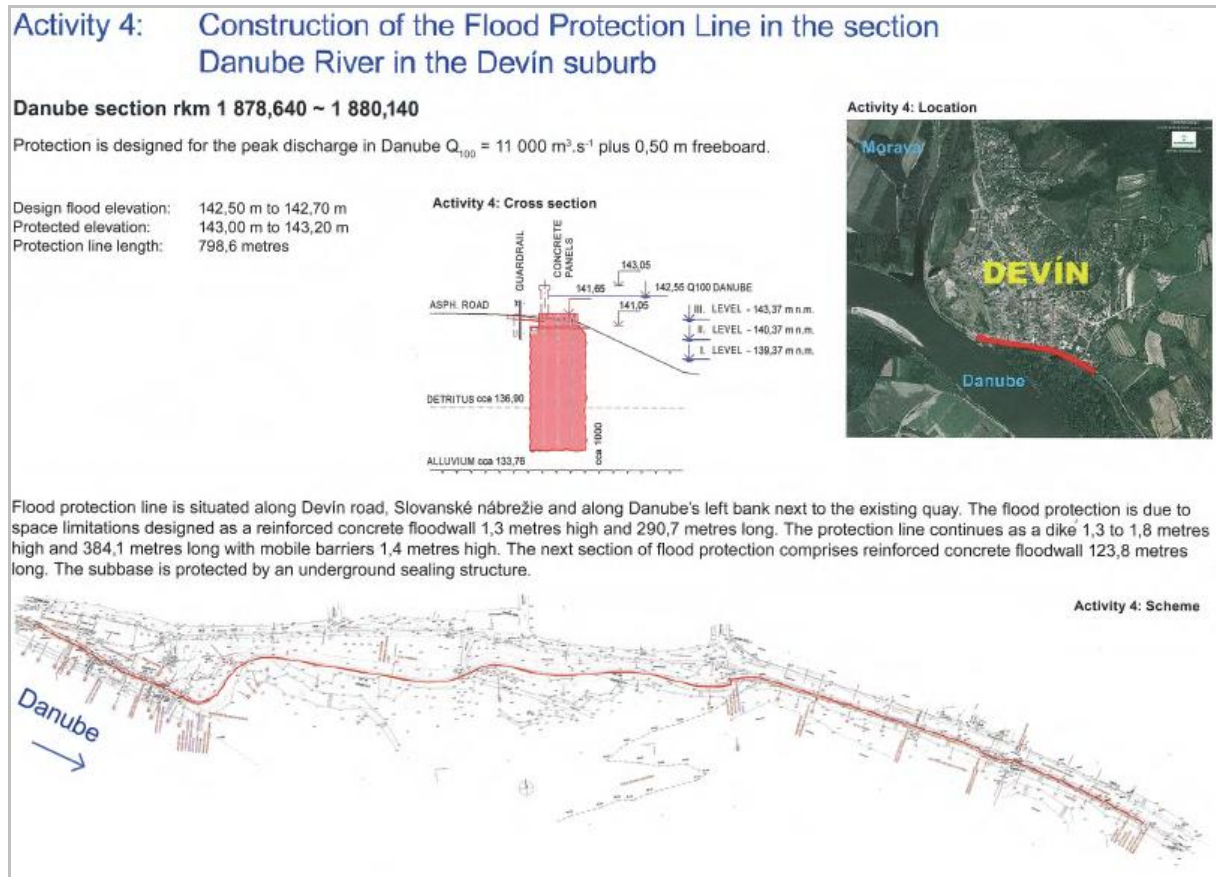 Activity 4: Construction of the Flood Protection Line in the section
Danube River in the Devín suburb
Danube section rkm 1 878,640 ~ 1 880,140
Protection is designed for the peak discharge in Danube Q100 = 11 000 m³.s⁻¹ plus 0,50 m freeboard.
Design flood elevation: 142,50 m to 142,70 m
Protected elevation: 143,00 m to 143,20 m
Protection line length: 798,6 metres
Activity 4: Cross section
GUARDRAIL
CONCRETE
PANELS
143,05
141,65
142,55 Q100 DANUBE
ASPH. ROAD
141,05
III. LEVEL - 143,37 m n.m.
II. LEVEL - 140,37 m n.m.
I. LEVEL - 139,37 m n.m.
DETRITUS cca 136,90
cca 1000
ALLUVIUM cca 133,76
Activity 4: Location
Morava
DEVÍN
Danube
Flood protection line is situated along Devín road, Slovanské nábrežie and along Danube's left bank next to the existing quay. The flood protection is due to
space limitations designed as a reinforced concrete floodwall 1,3 metres high and 290,7 metres long. The protection line continues as a dike 1,3 to 1,8 metres
high and 384,1 metres long with mobile barriers 1,4 metres high. The next section of flood protection comprises reinforced concrete floodwall 123,8 metres
long. The subbase is protected by an underground sealing structure.
Activity 4: Scheme
Danube